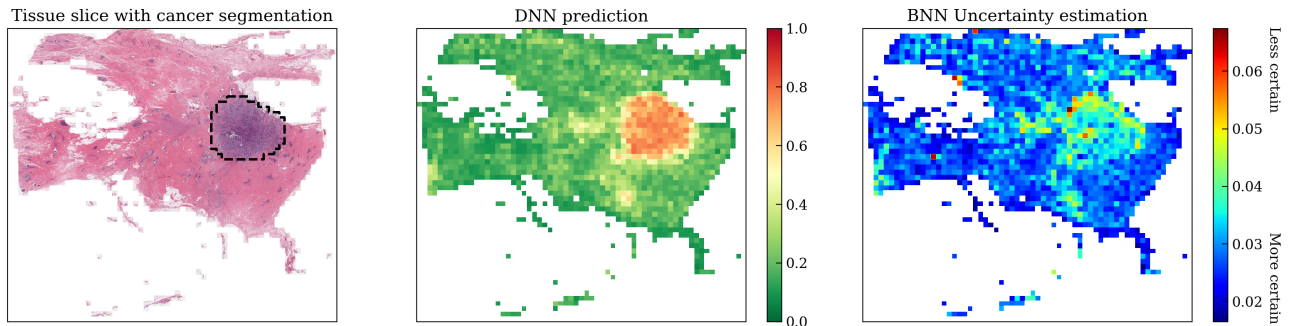 Tissue slice with cancer segmentation
DNN prediction
1.0
0.8
0.6
0.4
0.2
0.0
BNN Uncertainty estimation
0.06
0.05
0.04
0.03
0.02
Less certain
More certain